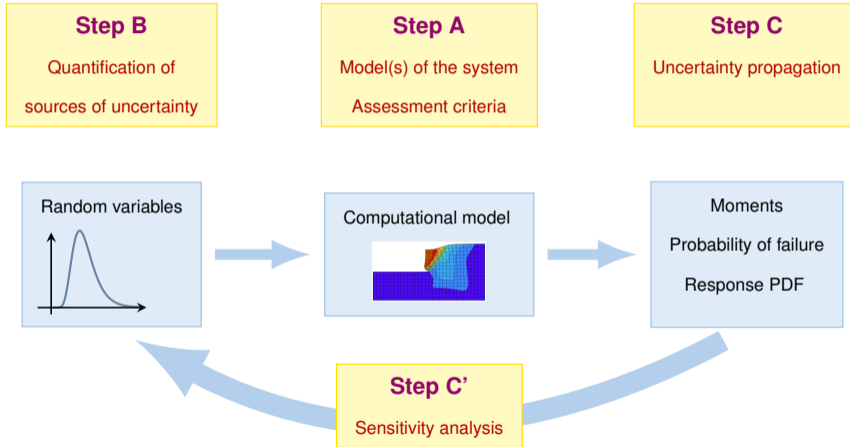 Step B
Quantification of
sources of uncertainty
Step A
Model(s) of the system
Assessment criteria
Step C
Uncertainty propagation
Random variables
Computational model
Moments
Probability of failure
Response PDF
Step C’
Sensitivity analysis